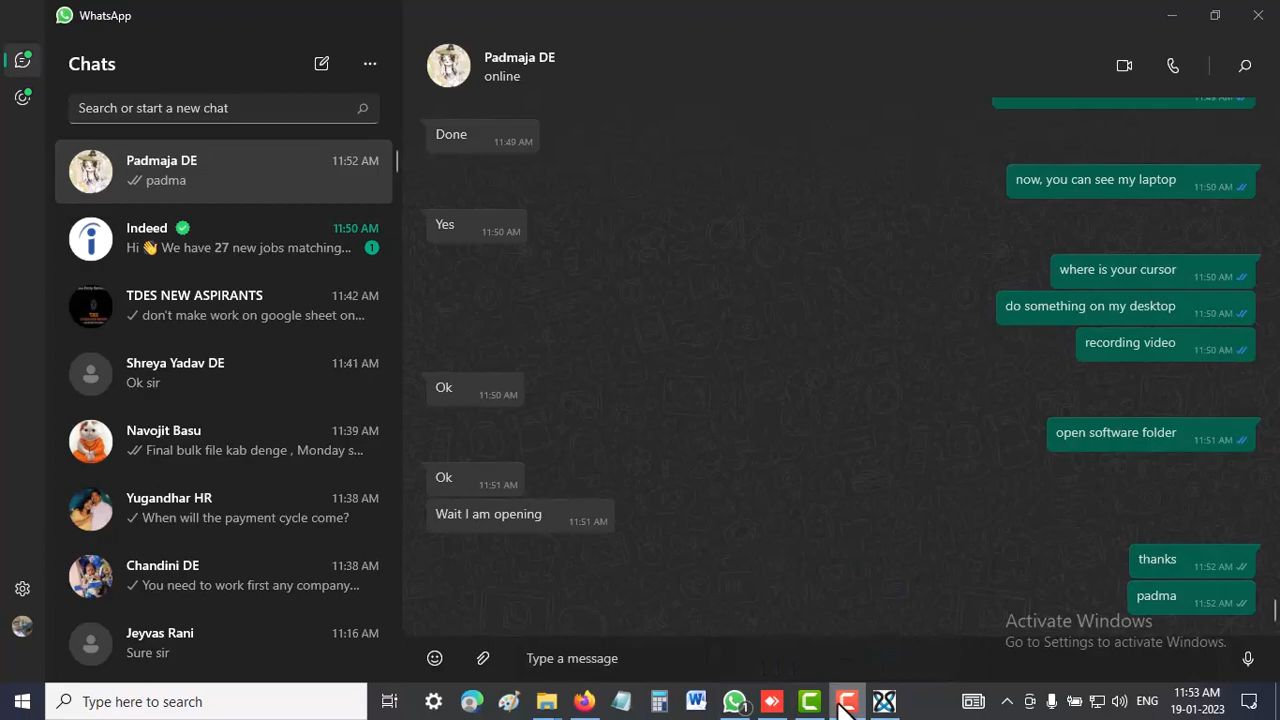 WhatsApp
Chats
Search or start a new chat
Padmaja DE 11:52 AM
padma
Indeed 11:50 AM
Hi 👋 We have 27 new jobs matching... 1
TDES NEW ASPIRANTS 11:42 AM
don't make work on google sheet on...
Shreya Yadav DE 11:41 AM
Ok sir
Navojit Basu 11:39 AM
Final bulk file kab denge , Monday s...
Yugandhar HR 11:38 AM
When will the payment cycle come?
Chandini DE 11:38 AM
You need to work first any company...
Jeyvas Rani 11:16 AM
Sure sir
Padmaja DE
online
11:49 AM
Done 11:49 AM
now, you can see my laptop 11:50 AM
Yes 11:50 AM
where is your cursor 11:50 AM
do something on my desktop 11:50 AM
recording video 11:50 AM
Ok 11:50 AM
open software folder 11:51 AM
Ok 11:51 AM
Wait I am opening 11:51 AM
thanks 11:52 AM
padma 11:52 AM
Activate Windows
Go to Settings to activate Windows.
Type a message
Type here to search
1
ENG
11:53 AM
19-01-2023